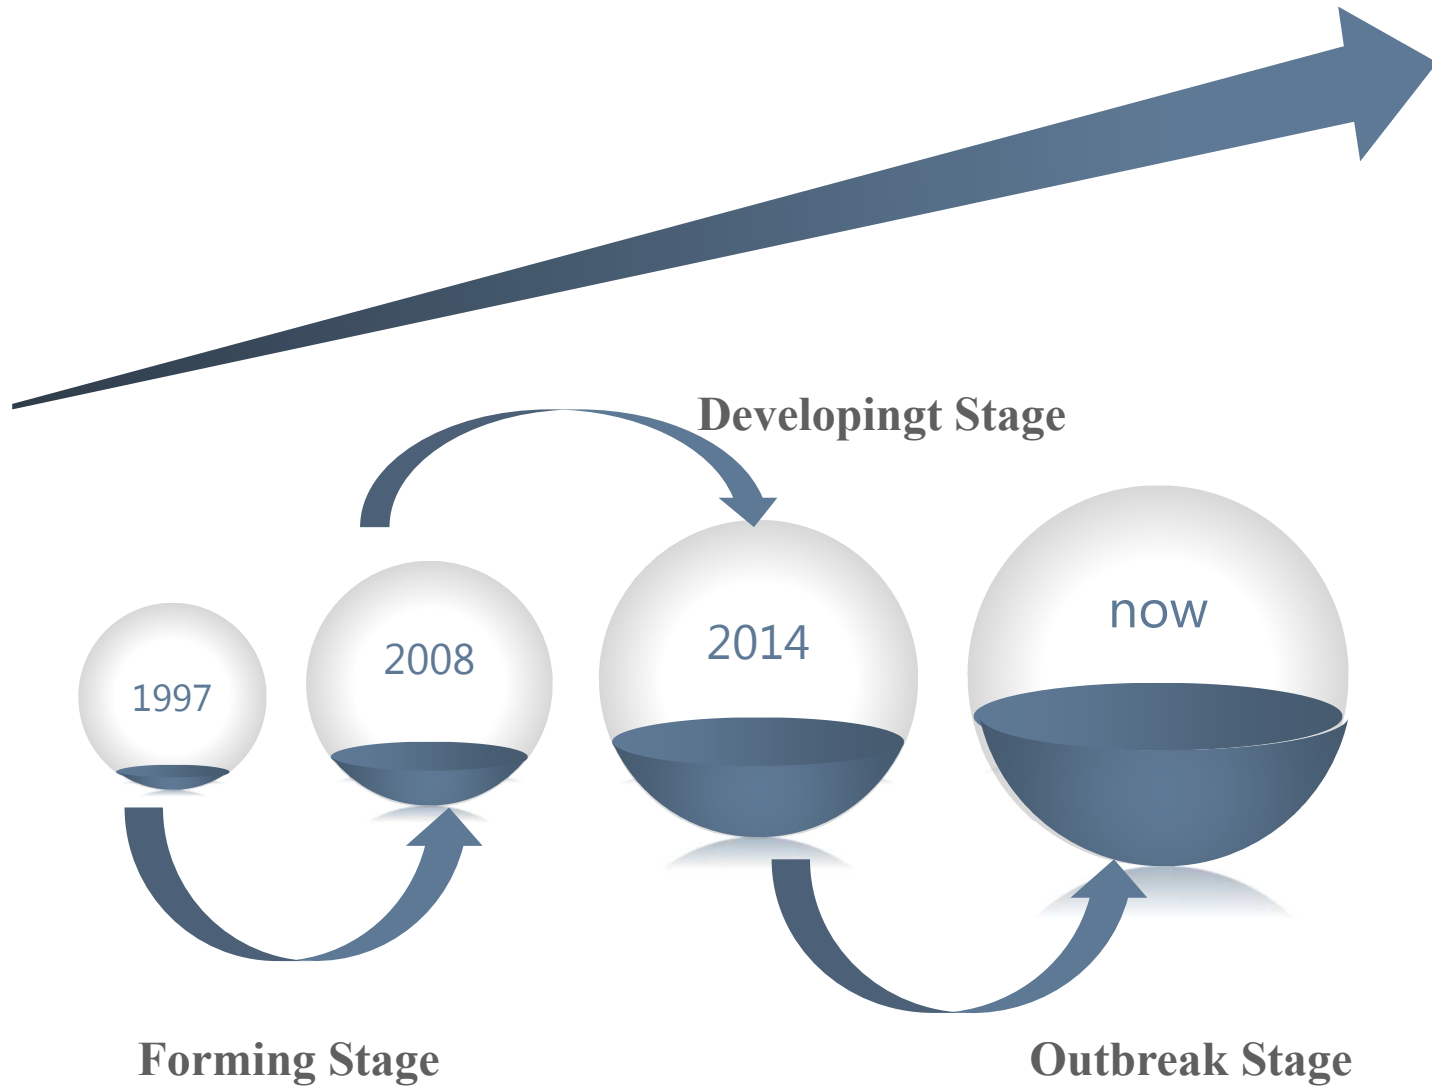 Developingt Stage
1997
2008
2014
now
Forming Stage
Outbreak Stage